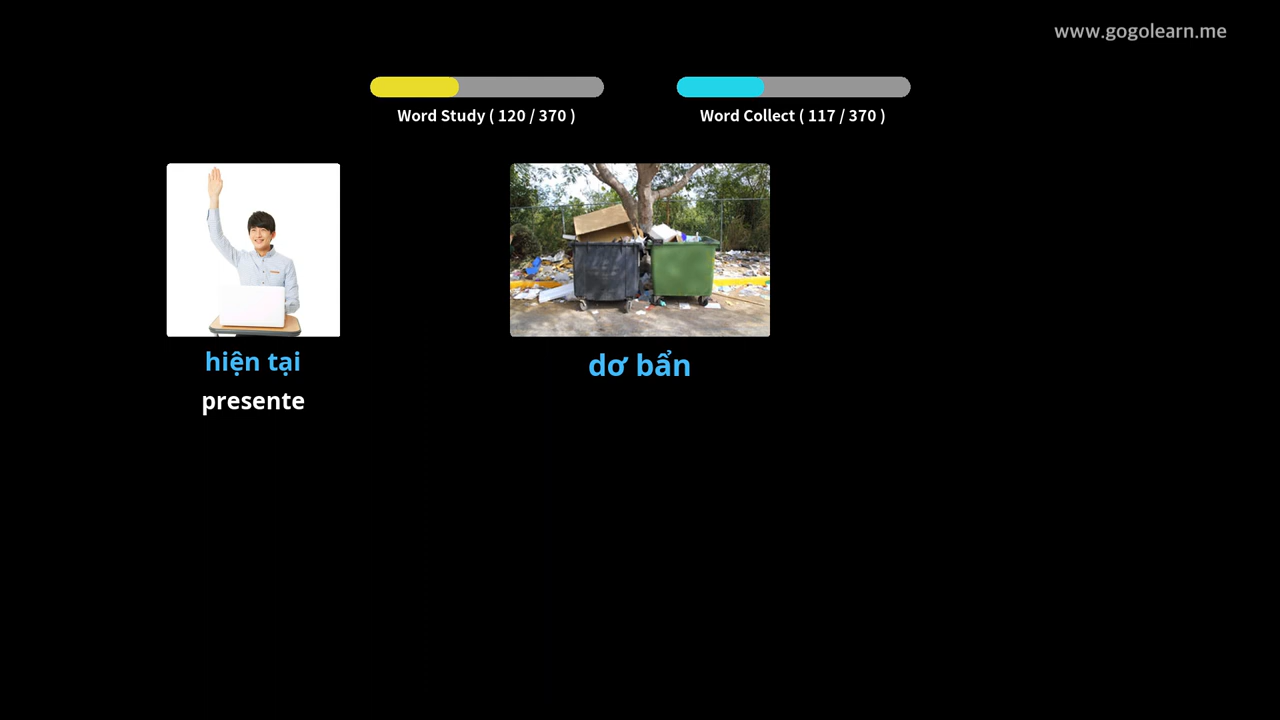 www.gogolearn.me
Word Study ( 120 / 370 )
Word Collect ( 117 / 370 )
hiện tại
presente
dơ bẩn